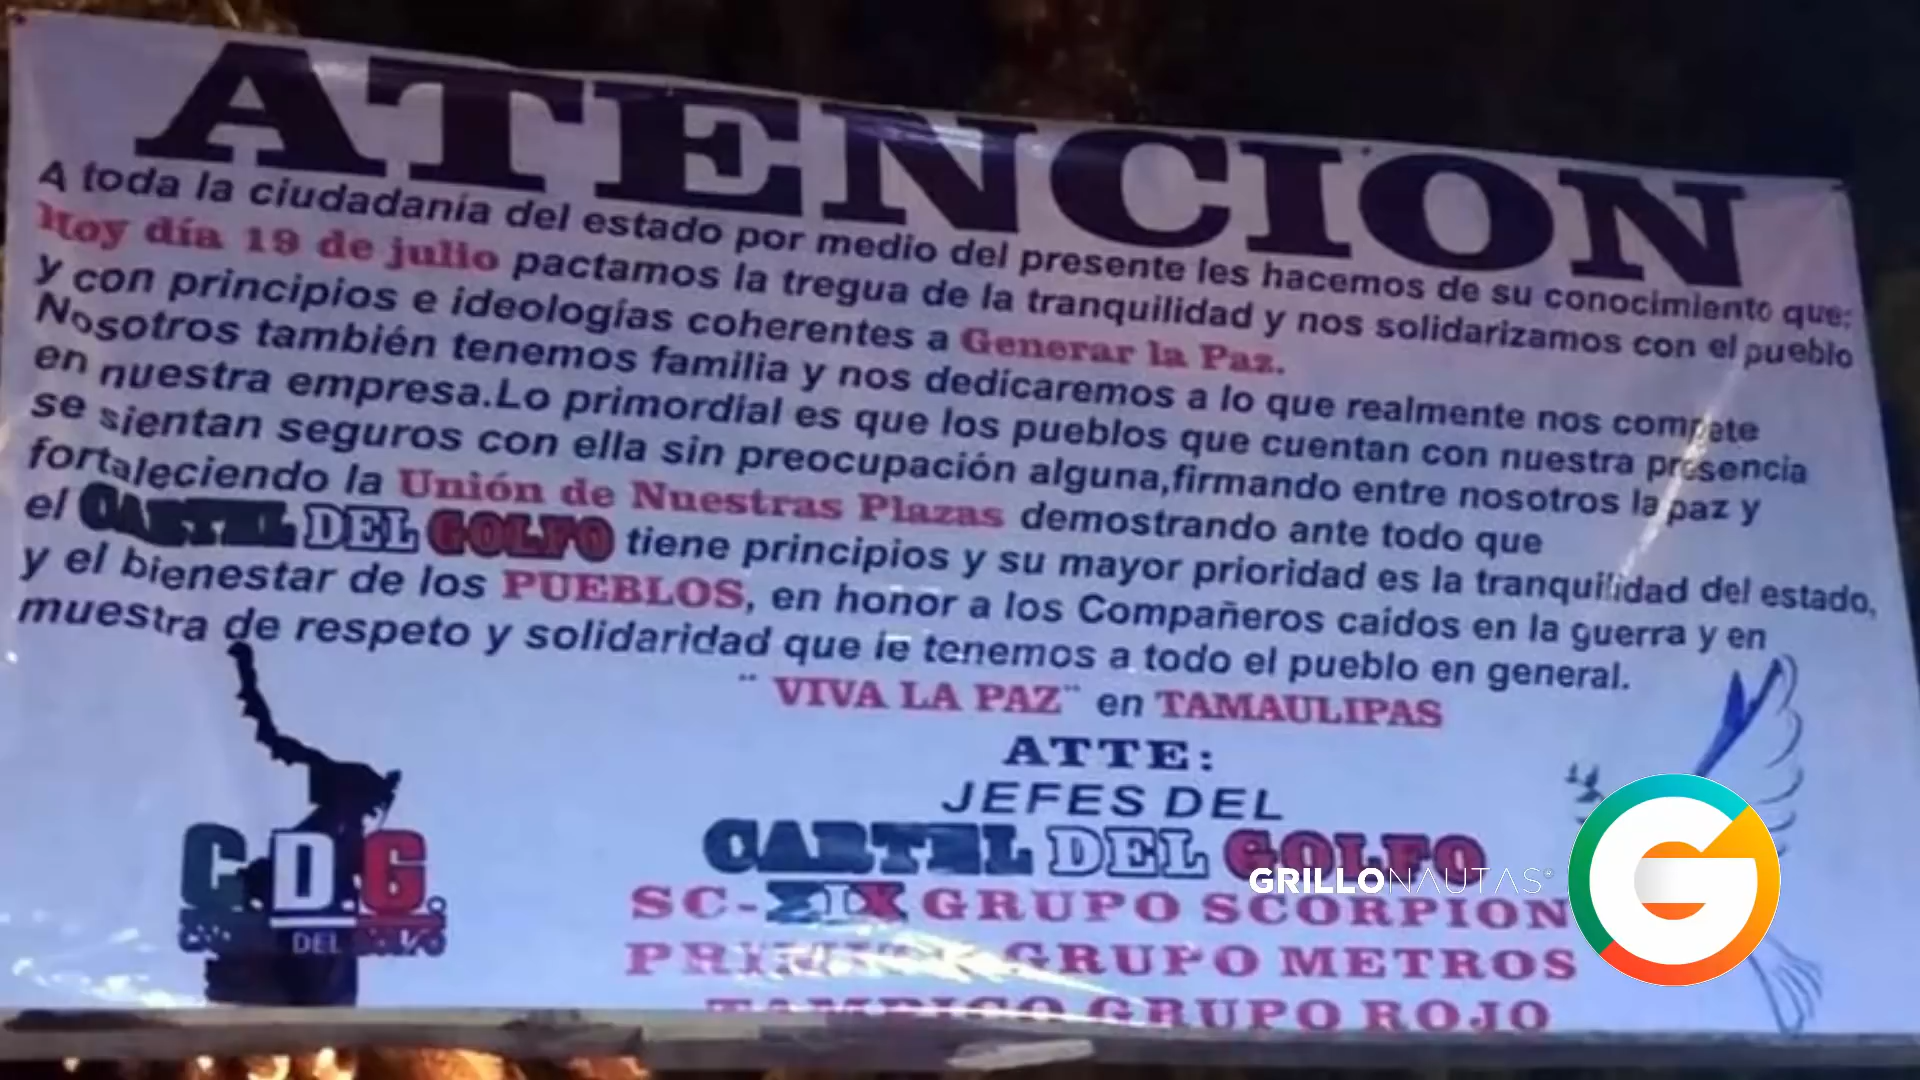 ATENCION
A toda la ciudadanía del estado por medio del presente les hacemos de su conocimiento que:
Hoy día 19 de julio pactamos la tregua de la tranquilidad y nos solidarizamos con el pueblo
y con principios e ideologías coherentes a Generar la Paz.
Nosotros también tenemos familia y nos dedicaremos a lo que realmente nos compete
en nuestra empresa.Lo primordial es que los pueblos que cuentan con nuestra presencia
se sientan seguros con ella sin preocupación alguna,firmando entre nosotros la paz y
fortaleciendo la Unión de Nuestras Plazas demostrando ante todo que
el CARTEL DEL GOLFO tiene principios y su mayor prioridad es la tranquilidad del estado,
y el bienestar de los PUEBLOS, en honor a los Compañeros caidos en la guerra y en
muestra de respeto y solidaridad que le tenemos a todo el pueblo en general.
¨ VIVA LA PAZ¨ en TAMAULIPAS
ATTE:
JEFES DEL
CARTEL DEL GOLFO
SC-XIX GRUPO SCORPION
GRUPO METROS
TAMPICO GRUPO ROJO
C.D.G.
DEL
GRILLONAUTAS
G